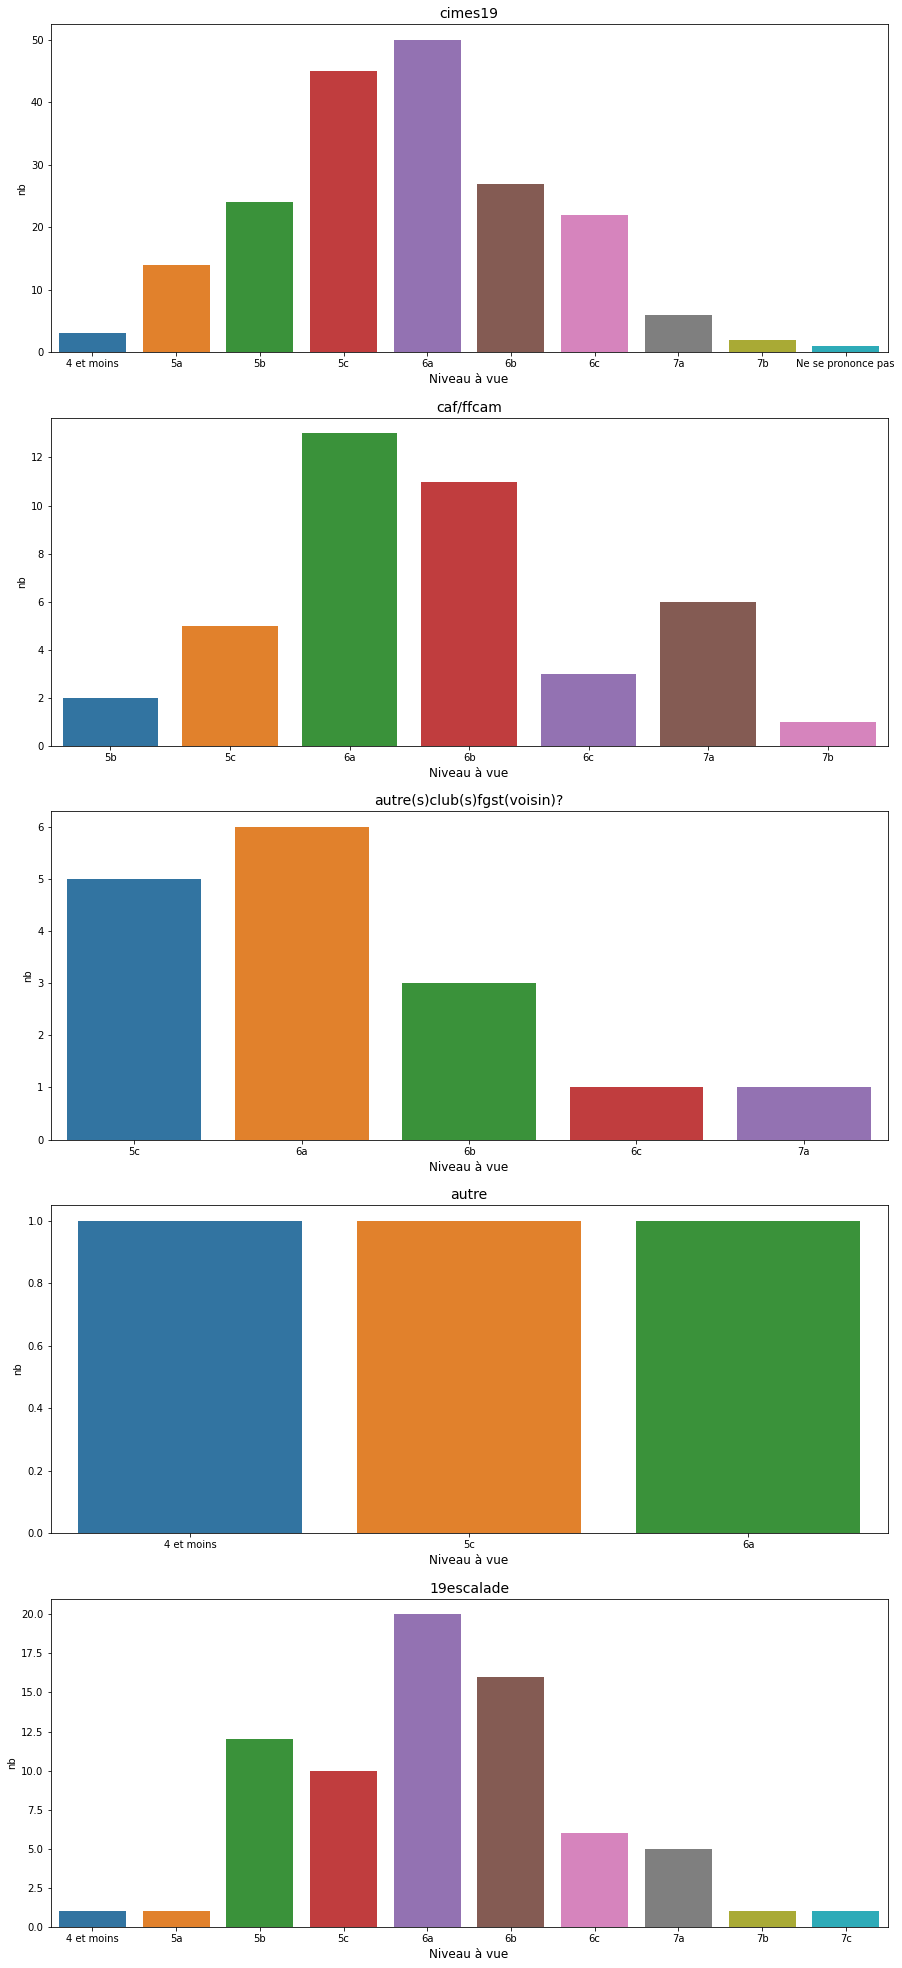 cimes19
50
40
30
20
10
0
nb
4 et moins 5a 5b 5c 6a 6b 6c 7a 7b Ne se prononce pas
Niveau à vue
caf/ffcam
12
10
8
6
4
2
0
nb
5b 5c 6a 6b 6c 7a 7b
Niveau à vue
autre(s)club(s)fgst(voisin)?
6
5
4
3
2
1
0
nb
5c 6a 6b 6c 7a
Niveau à vue
autre
1.0
0.8
0.6
0.4
0.2
0.0
nb
4 et moins 5c 6a
Niveau à vue
19escalade
20.0
17.5
15.0
12.5
10.0
7.5
5.0
2.5
0.0
nb
4 et moins 5a 5b 5c 6a 6b 6c 7a 7b 7c
Niveau à vue